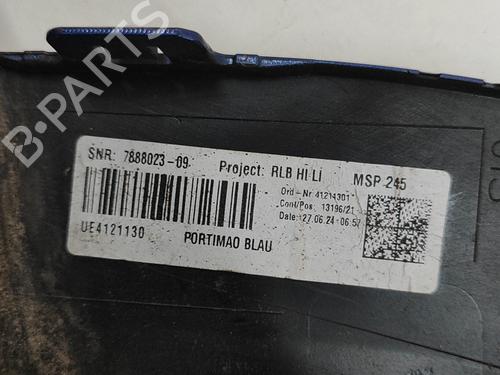 SNR: 7888023-09 Project: RLB HI Li MSP 245
Ord-Nr 41214301
Cont/Pos: 13196/21
Date: 27.06.24-06:57
UE4121130 PORTIMAO BLAU
B-PARTS